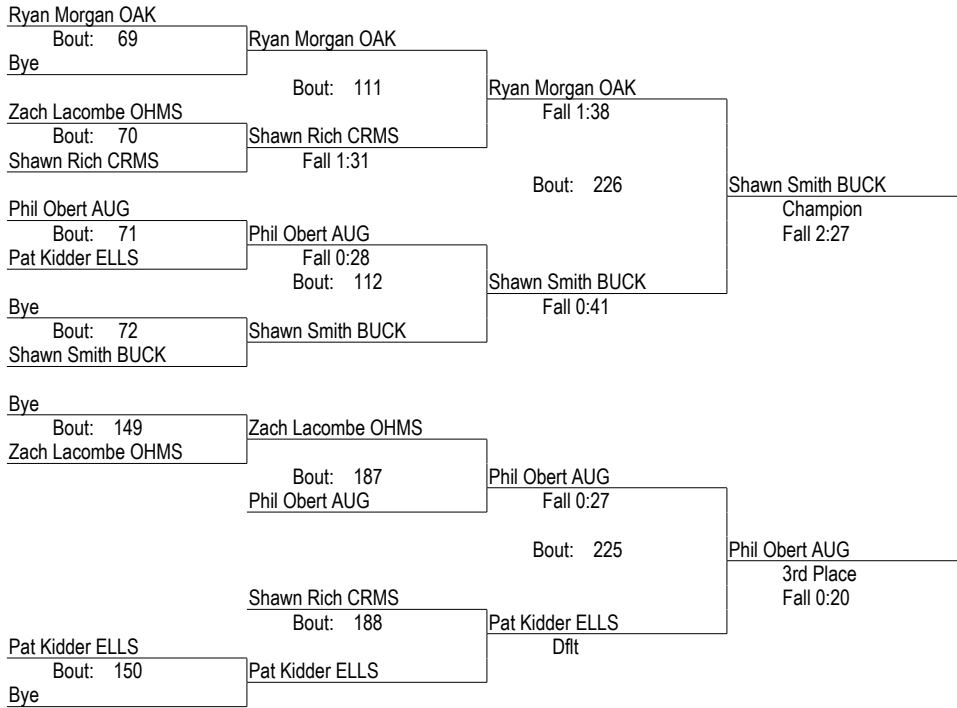 Ryan Morgan OAK
Bout: 69
Ryan Morgan OAK
Bye
Bout: 111
Ryan Morgan OAK
Zach Lacombe OHMS
Fall 1:38
Bout: 70
Shawn Rich CRMS
Shawn Rich CRMS
Fall 1:31
Bout: 226
Shawn Smith BUCK
Phil Obert AUG
Champion
Bout: 71
Phil Obert AUG
Fall 2:27
Pat Kidder ELLS
Fall 0:28
Bout: 112
Shawn Smith BUCK
Bye
Fall 0:41
Bout: 72
Shawn Smith BUCK
Shawn Smith BUCK
Bye
Bout: 149
Zach Lacombe OHMS
Zach Lacombe OHMS
Bout: 187
Phil Obert AUG
Phil Obert AUG
Fall 0:27
Bout: 225
Phil Obert AUG
3rd Place
Shawn Rich CRMS
Fall 0:20
Bout: 188
Pat Kidder ELLS
Pat Kidder ELLS
Dflt
Bout: 150
Pat Kidder ELLS
Bye